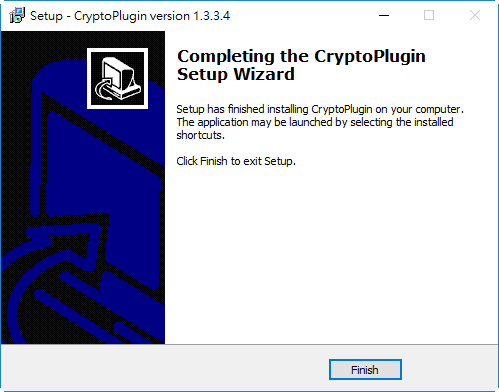 Setup - CryptoPlugin version 1.3.3.4
Completing the CryptoPlugin
Setup Wizard
Setup has finished installing CryptoPlugin on your computer.
The application may be launched by selecting the installed
shortcuts.
Click Finish to exit Setup.
Finish